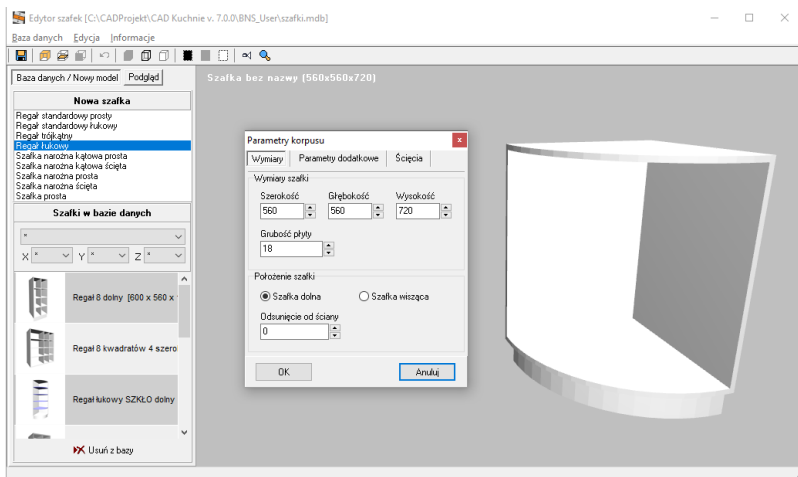 Edytor szafek [C:\CADProjekt\CAD Kuchnie v. 7.0.0\BNS_User\szafki.mdb]
Baza danych Edycja Informacje
Baza danych / Nowy model Podgląd
Szafka bez nazwy (560x560x720)
Nowa szafka
Regał standardowy prosty
Regał standardowy łukowy
Regał trójkątny
Regał łukowy
Szafka narożna kątowa prosta
Szafka narożna kątowa ścięta
Szafka narożna prosta
Szafka narożna ścięta
Szafka prosta
Szafki w bazie danych
*
X * Y * Z *
Regał 8 dolny [600 x 560 x
Regał 8 kwadratów 4 szero
Regał łukowy SZKŁO dolny
Usuń z bazy
Parametry korpusu x
Wymiary Parametry dodatkowe Ścięcia
Wymiary szafki
Szerokość Głębokość Wysokość
560 560 720
Grubość płyty
18
Położenie szafki
Szafka dolna Szafka wisząca
Odsunięcie od ściany
0
OK Anuluj